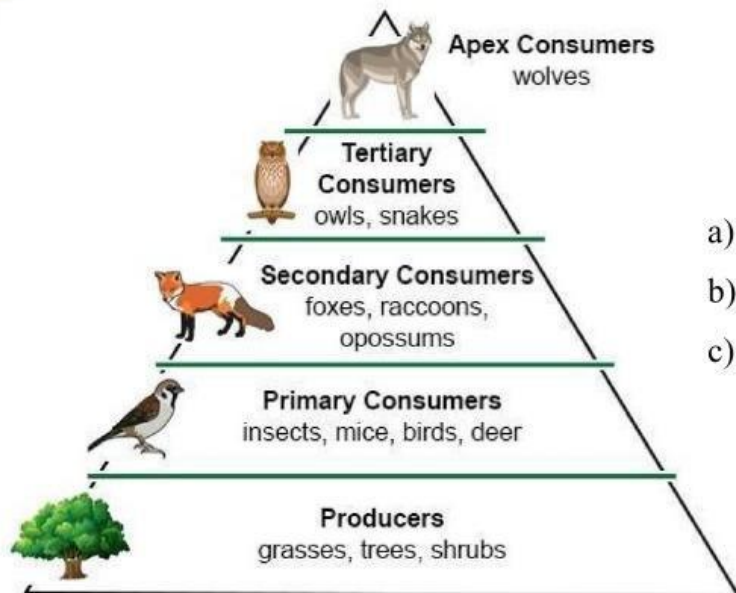 Apex Consumers
wolves
Tertiary
Consumers
owls, snakes
a)
Secondary Consumers
b)
foxes, raccoons,
opossums
c)
Primary Consumers
insects, mice, birds, deer
Producers
grasses, trees, shrubs